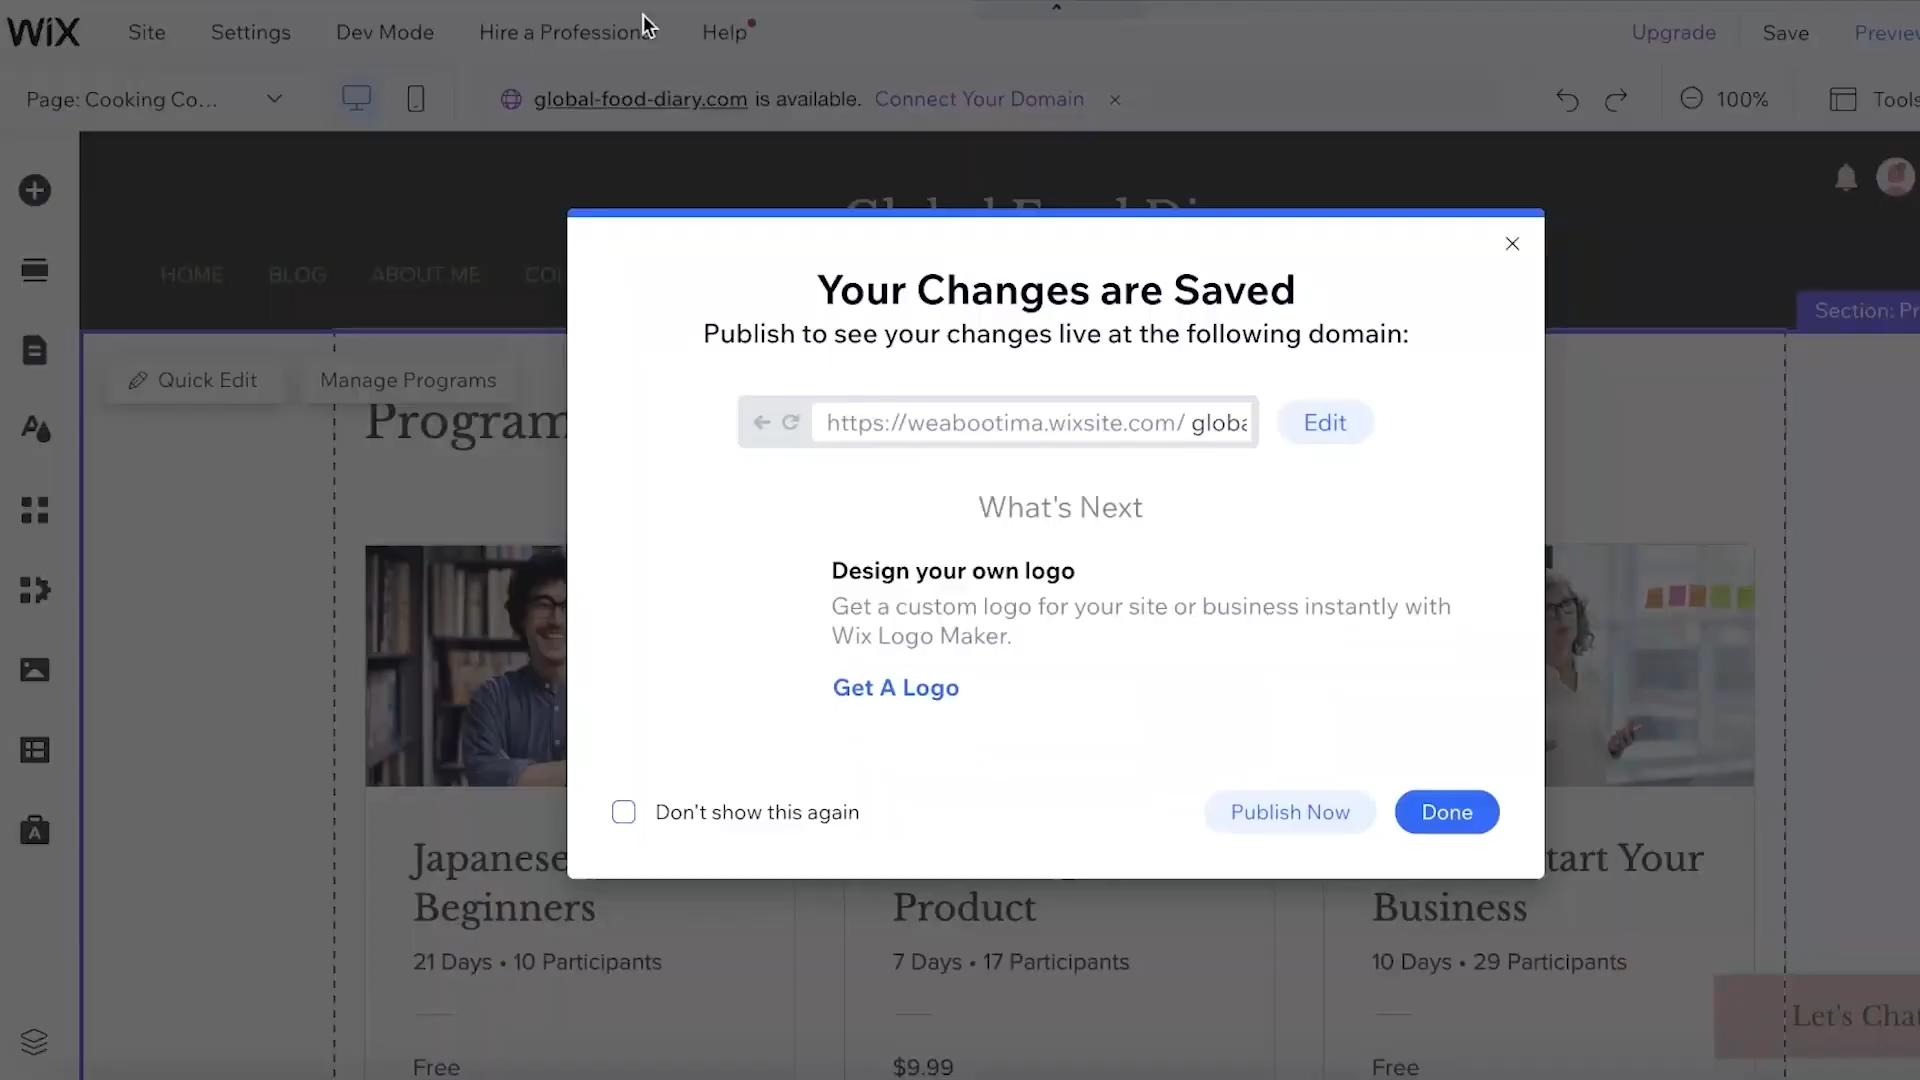 WiX Site Settings Dev Mode Hire a Profession Help Upgrade Save Preview
Page: Cooking Co... global-food-diary.com is available. Connect Your Domain × 100% Tools
HOME BLOG ABOUT ME
Section: Pr
Quick Edit Manage Programs
Program
Your Changes are Saved
Publish to see your changes live at the following domain:
https://weabootima.wixsite.com/ globa Edit
What's Next
Design your own logo
Get a custom logo for your site or business instantly with
Wix Logo Maker.
Get A Logo
Don't show this again Publish Now Done
Japanese tart Your
Beginners Product Business
21 Days • 10 Participants 7 Days • 17 Participants 10 Days • 29 Participants
Let's Chat
Free $9.99 Free